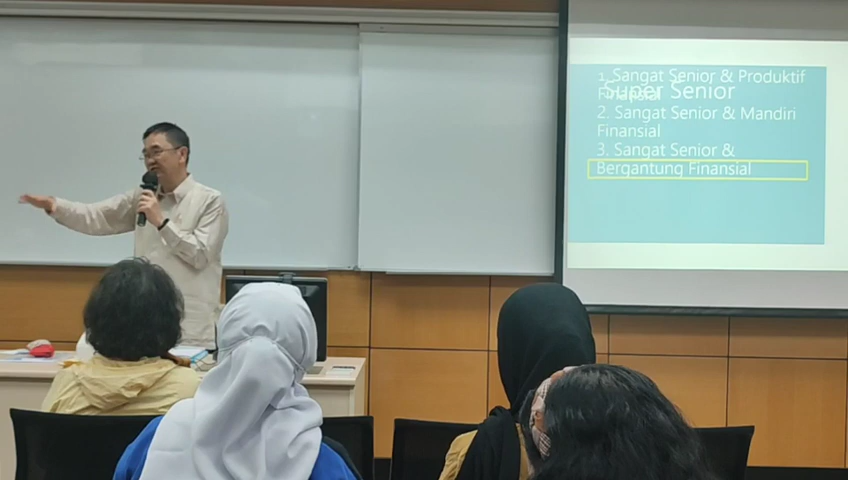 Super Senior
1. Sangat Senior & Produktif
Finansial
2. Sangat Senior & Mandiri
Finansial
3. Sangat Senior &
Bergantung Finansial